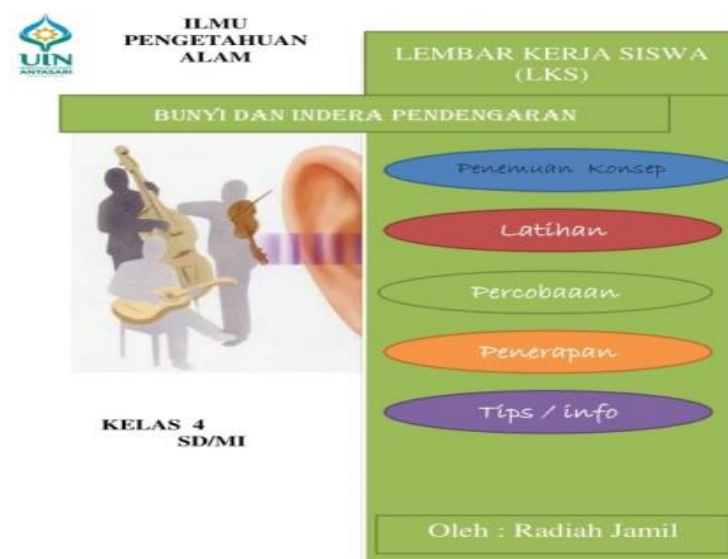 UIN
ANTASARI
ILMU
PENGETAHUAN
ALAM
LEMBAR KERJA SISWA
(LKS)
BUNYI DAN INDERA PENDENGARAN
Penemuan Konsep
Latihan
Percobaaan
Penerapan
Tips / info
KELAS 4
SD/MI
Oleh : Radiah Jamil